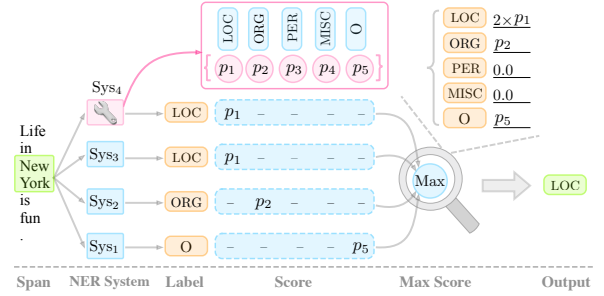 LOC ORG PER MISC O
{ p1 p2 p3 p4 p5 }
LOC 2×p1
ORG p2
PER 0.0
MISC 0.0
O p5
Life
in
New
York
is
fun
.
Sys4
LOC p1 – – – –
Sys3
LOC p1 – – – –
Sys2
ORG – p2 – – –
Sys1
O – – – – p5
Max
LOC
Span NER System Label Score Max Score Output